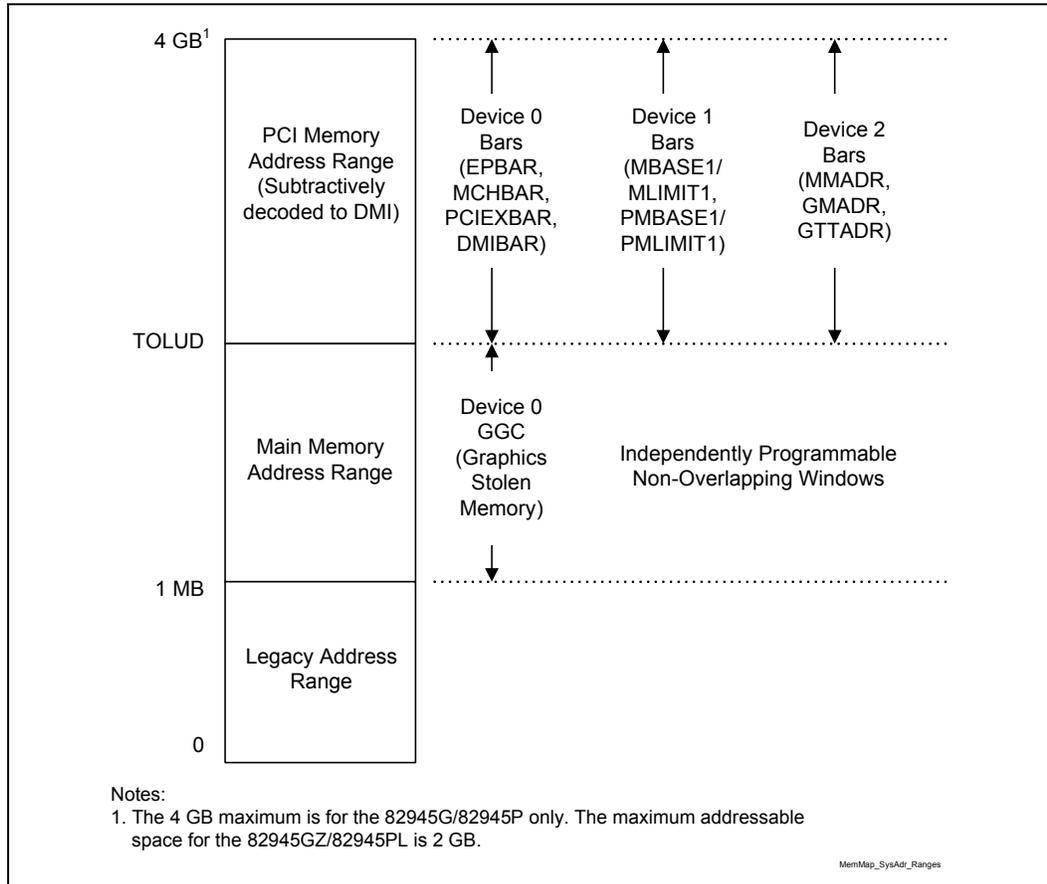 4 GB1
PCI Memory
Address Range
(Subtractively
decoded to DMI)
Device 0
Bars
(EPBAR,
MCHBAR,
PCIEXBAR,
DMIBAR)
Device 1
Bars
(MBASE1/
MLIMIT1,
PMBASE1/
PMLIMIT1)
Device 2
Bars
(MMADR,
GMADR,
GTTADR)
TOLUD
Main Memory
Address Range
Device 0
GGC
(Graphics
Stolen
Memory)
Independently Programmable
Non-Overlapping Windows
1 MB
Legacy Address
Range
0
Notes:
1. The 4 GB maximum is for the 82945G/82945P only. The maximum addressable
space for the 82945GZ/82945PL is 2 GB.
MemMap_SysAdr_Ranges